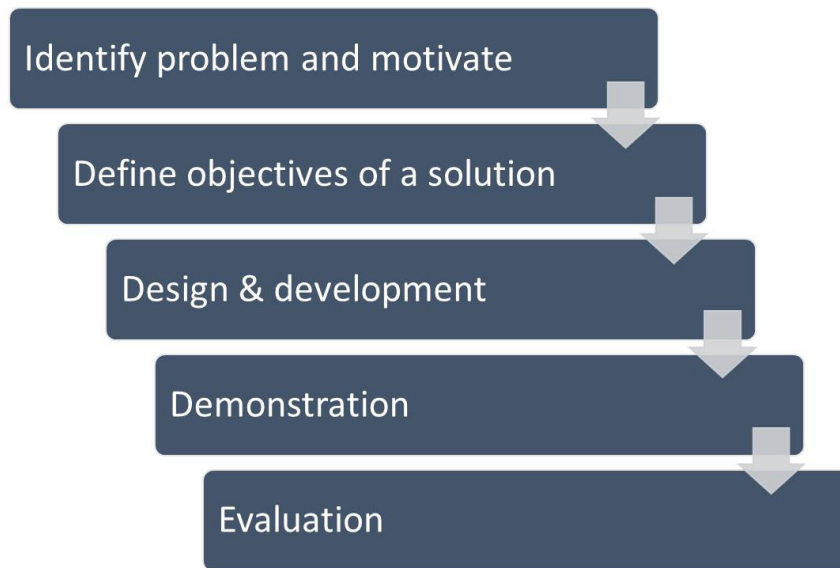 Identify problem and motivate
Define objectives of a solution
Design & development
Demonstration
Evaluation